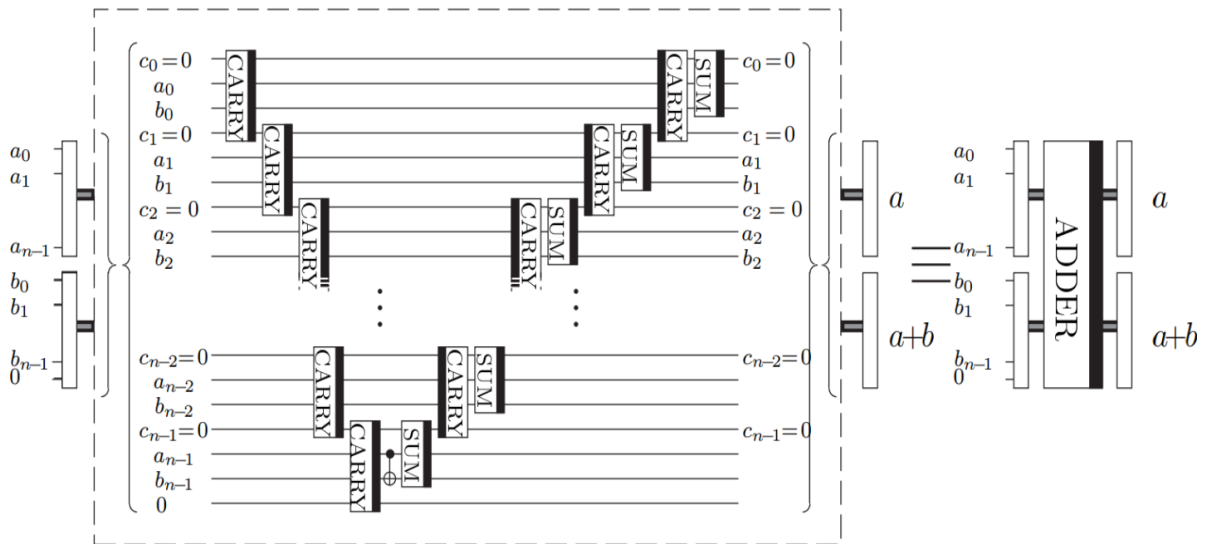 c₀=0 CARRY CARRY SUM c₀=0
a₀
b₀
c₁=0 CARRY CARRY SUM c₁=0
a₁ a₁
b₁ b₁
c₂ = 0 CARRY CARRY SUM c₂ = 0
a₂ a₂
b₂ b₂
cₙ₋₂=0 CARRY CARRY SUM cₙ₋₂=0
aₙ₋₂
bₙ₋₂
cₙ₋₁=0 CARRY SUM cₙ₋₁=0
aₙ₋₁
bₙ₋₁
0
a₀
a₁
aₙ₋₁
b₀
b₁
bₙ₋₁
0
a
a+b
a₀
a₁
aₙ₋₁
b₀
b₁
bₙ₋₁
0
ADDER
a
a+b